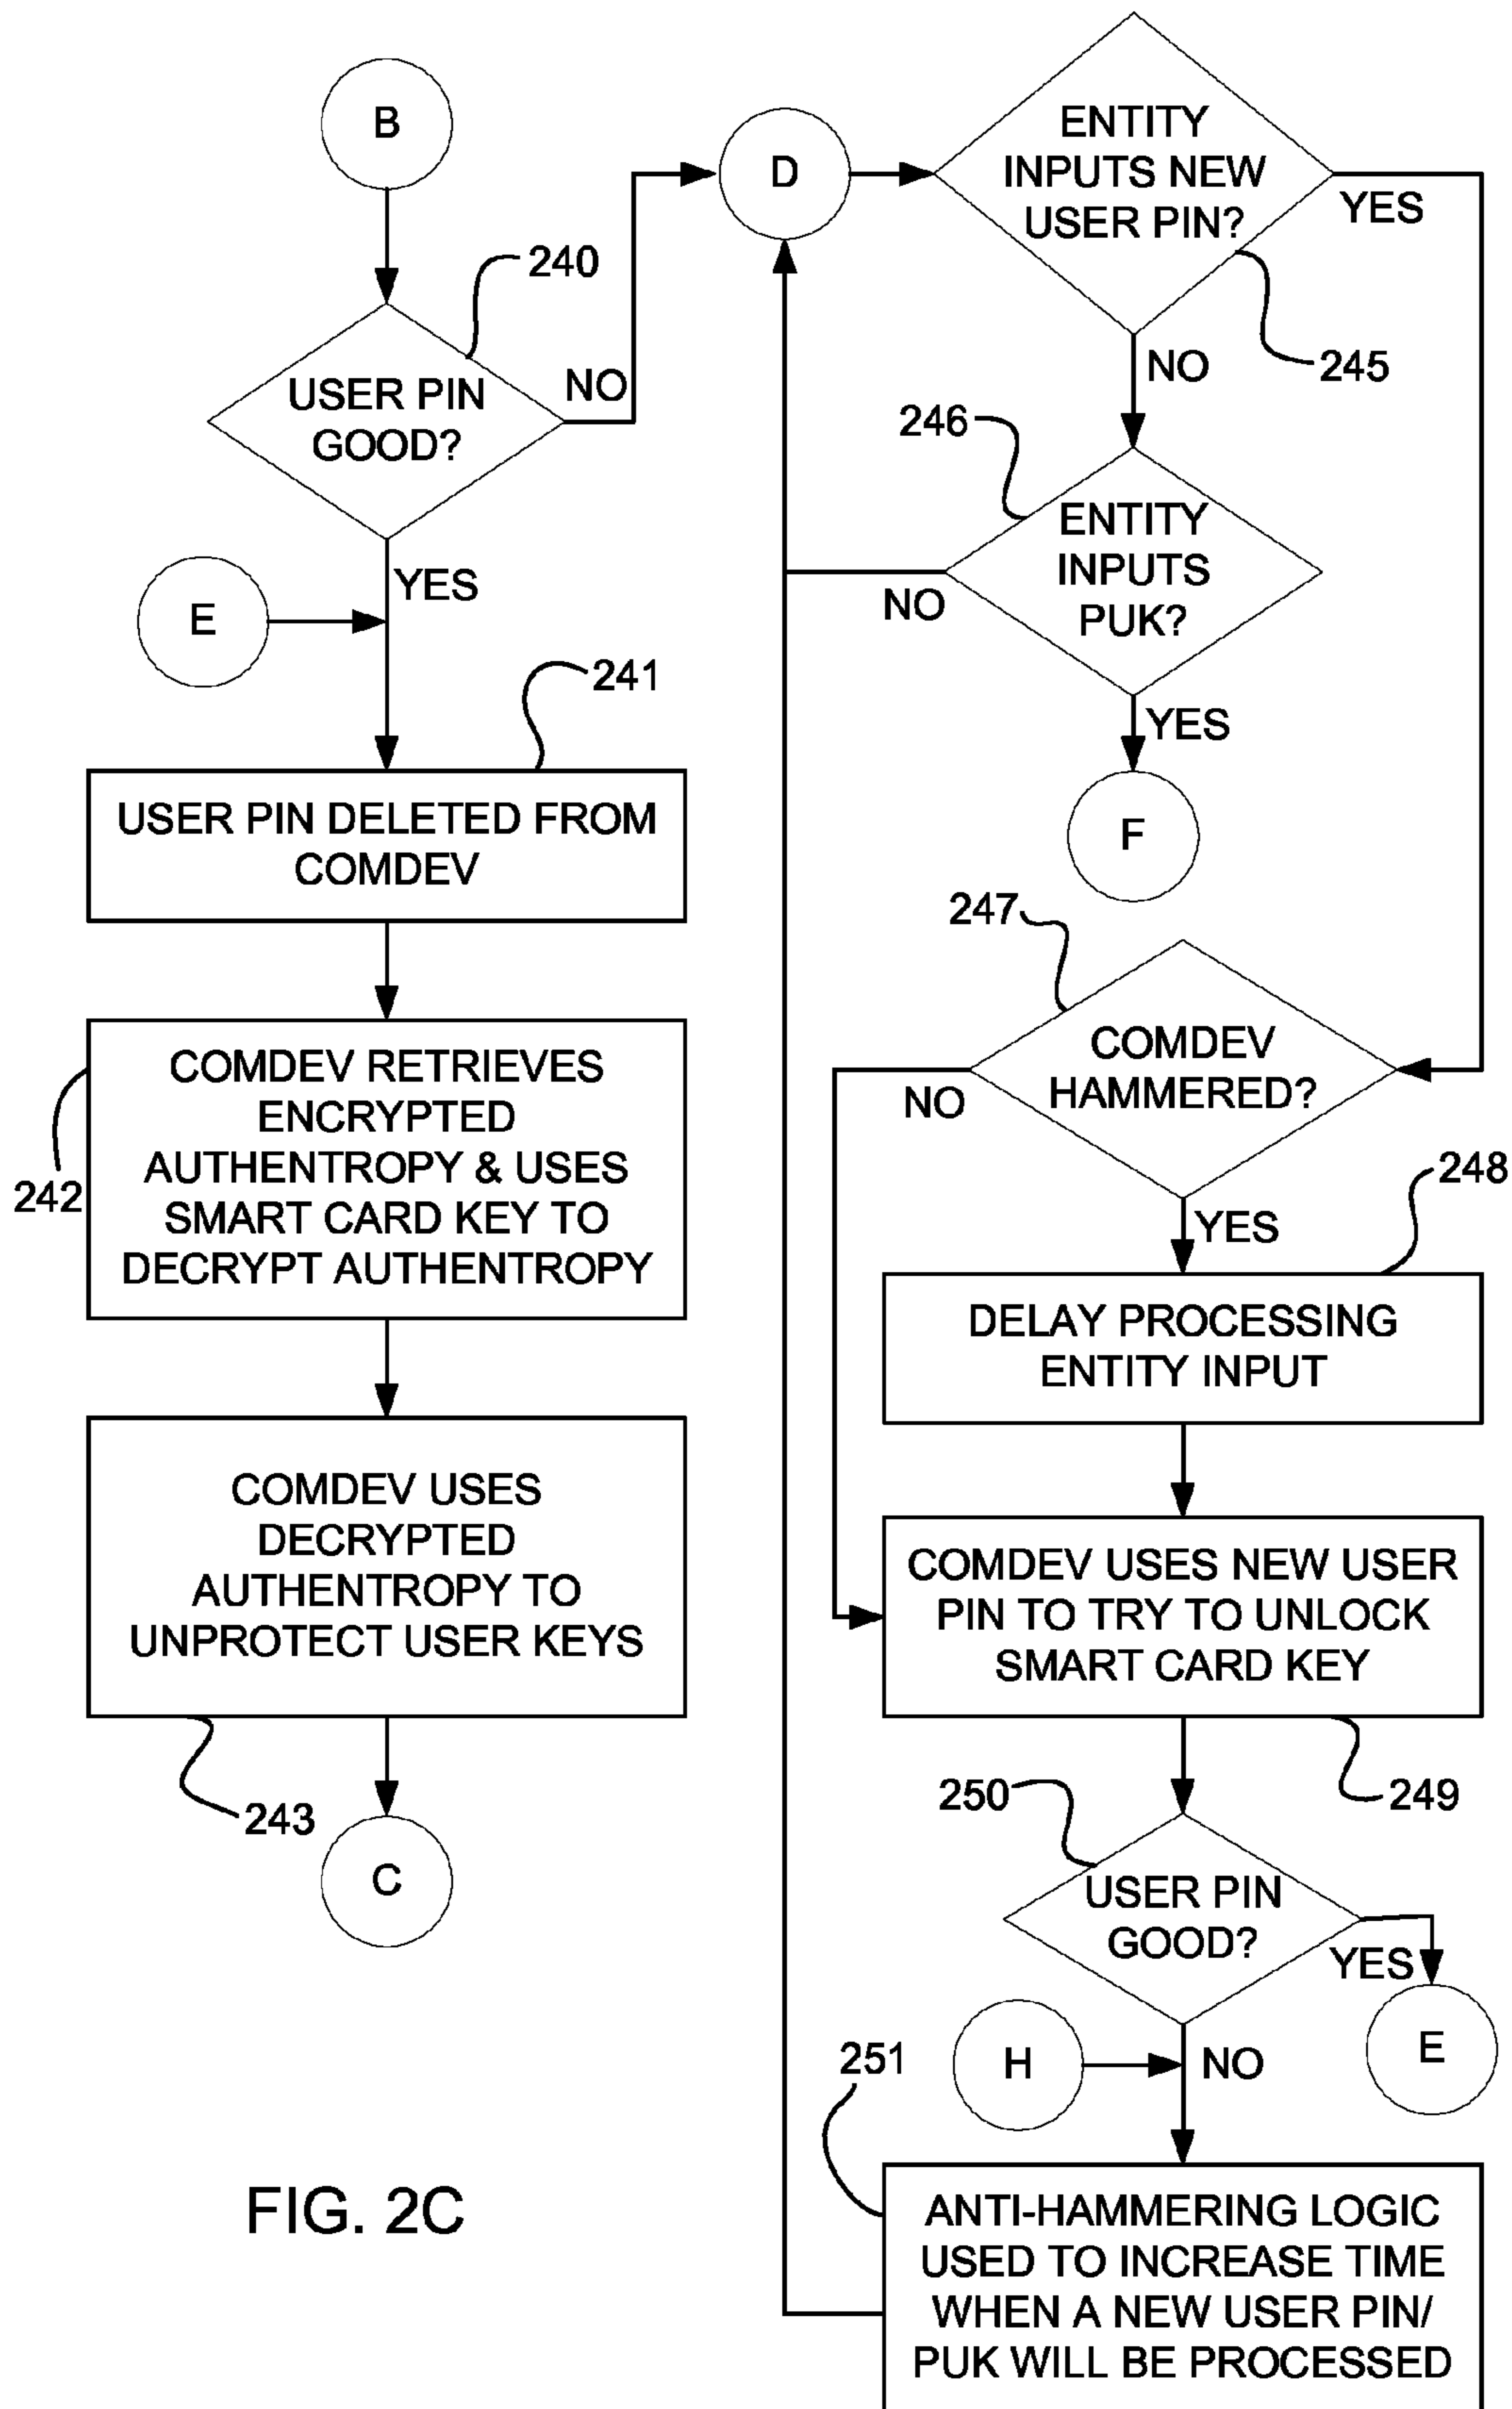 B
240
USER PIN
GOOD?
NO
YES
E
241
USER PIN DELETED FROM
COMDEV
242
COMDEV RETRIEVES
ENCRYPTED
AUTHENTROPY & USES
SMART CARD KEY TO
DECRYPT AUTHENTROPY
COMDEV USES
DECRYPTED
AUTHENTROPY TO
UNPROTECT USER KEYS
243
C
D
ENTITY
INPUTS NEW
USER PIN?
YES
245
NO
246
ENTITY
INPUTS
PUK?
NO
YES
F
247
COMDEV
HAMMERED?
NO
YES
248
DELAY PROCESSING
ENTITY INPUT
COMDEV USES NEW USER
PIN TO TRY TO UNLOCK
SMART CARD KEY
249
250
USER PIN
GOOD?
YES
E
H
NO
251
ANTI-HAMMERING LOGIC
USED TO INCREASE TIME
WHEN A NEW USER PIN/
PUK WILL BE PROCESSED
FIG. 2C